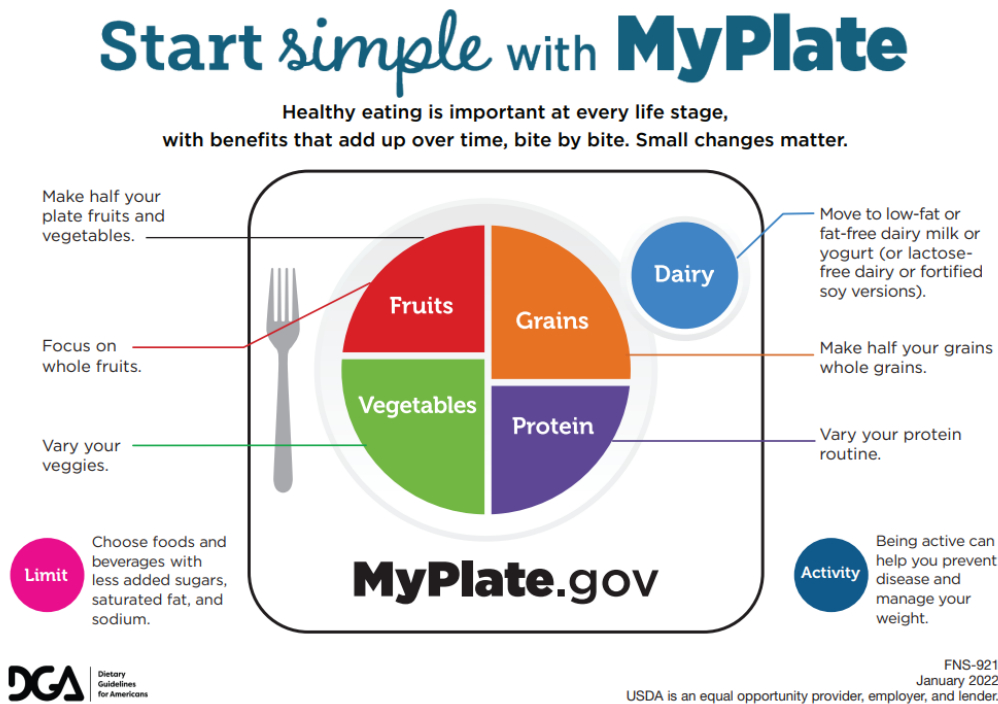 Start simple with MyPlate
Healthy eating is important at every life stage,
with benefits that add up over time, bite by bite. Small changes matter.
Make half your
plate fruits and
vegetables.
Focus on
whole fruits.
Vary your
veggies.
Fruits
Vegetables
Grains
Protein
Dairy
Move to low-fat or
fat-free dairy milk or
yogurt (or lactose-
free dairy or fortified
soy versions).
Make half your grains
whole grains.
Vary your protein
routine.
Limit
Choose foods and
beverages with
less added sugars,
saturated fat, and
sodium.
MyPlate.gov
Activity
Being active can
help you prevent
disease and
manage your
weight.
DGA
Dietary
Guidelines
for Americans
FNS-921
January 2022
USDA is an equal opportunity provider, employer, and lender.